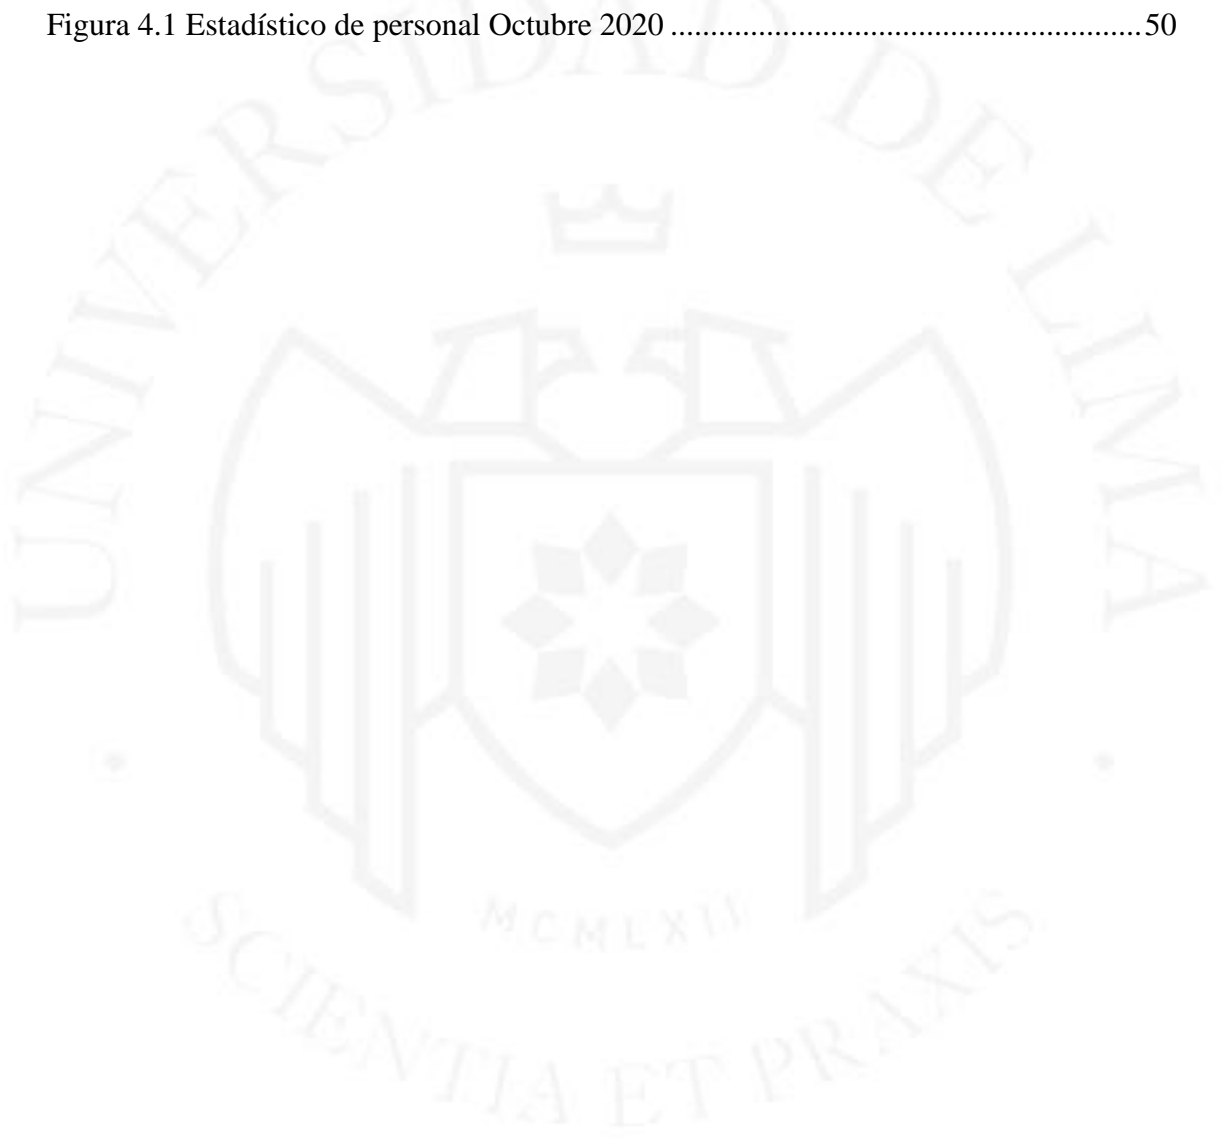 Figura 4.1 Estadístico de personal Octubre 2020 ...........................................................50
UNIVERSIDAD DE LIMA
MCMLXII
SCIENTIA ET PRAXIS